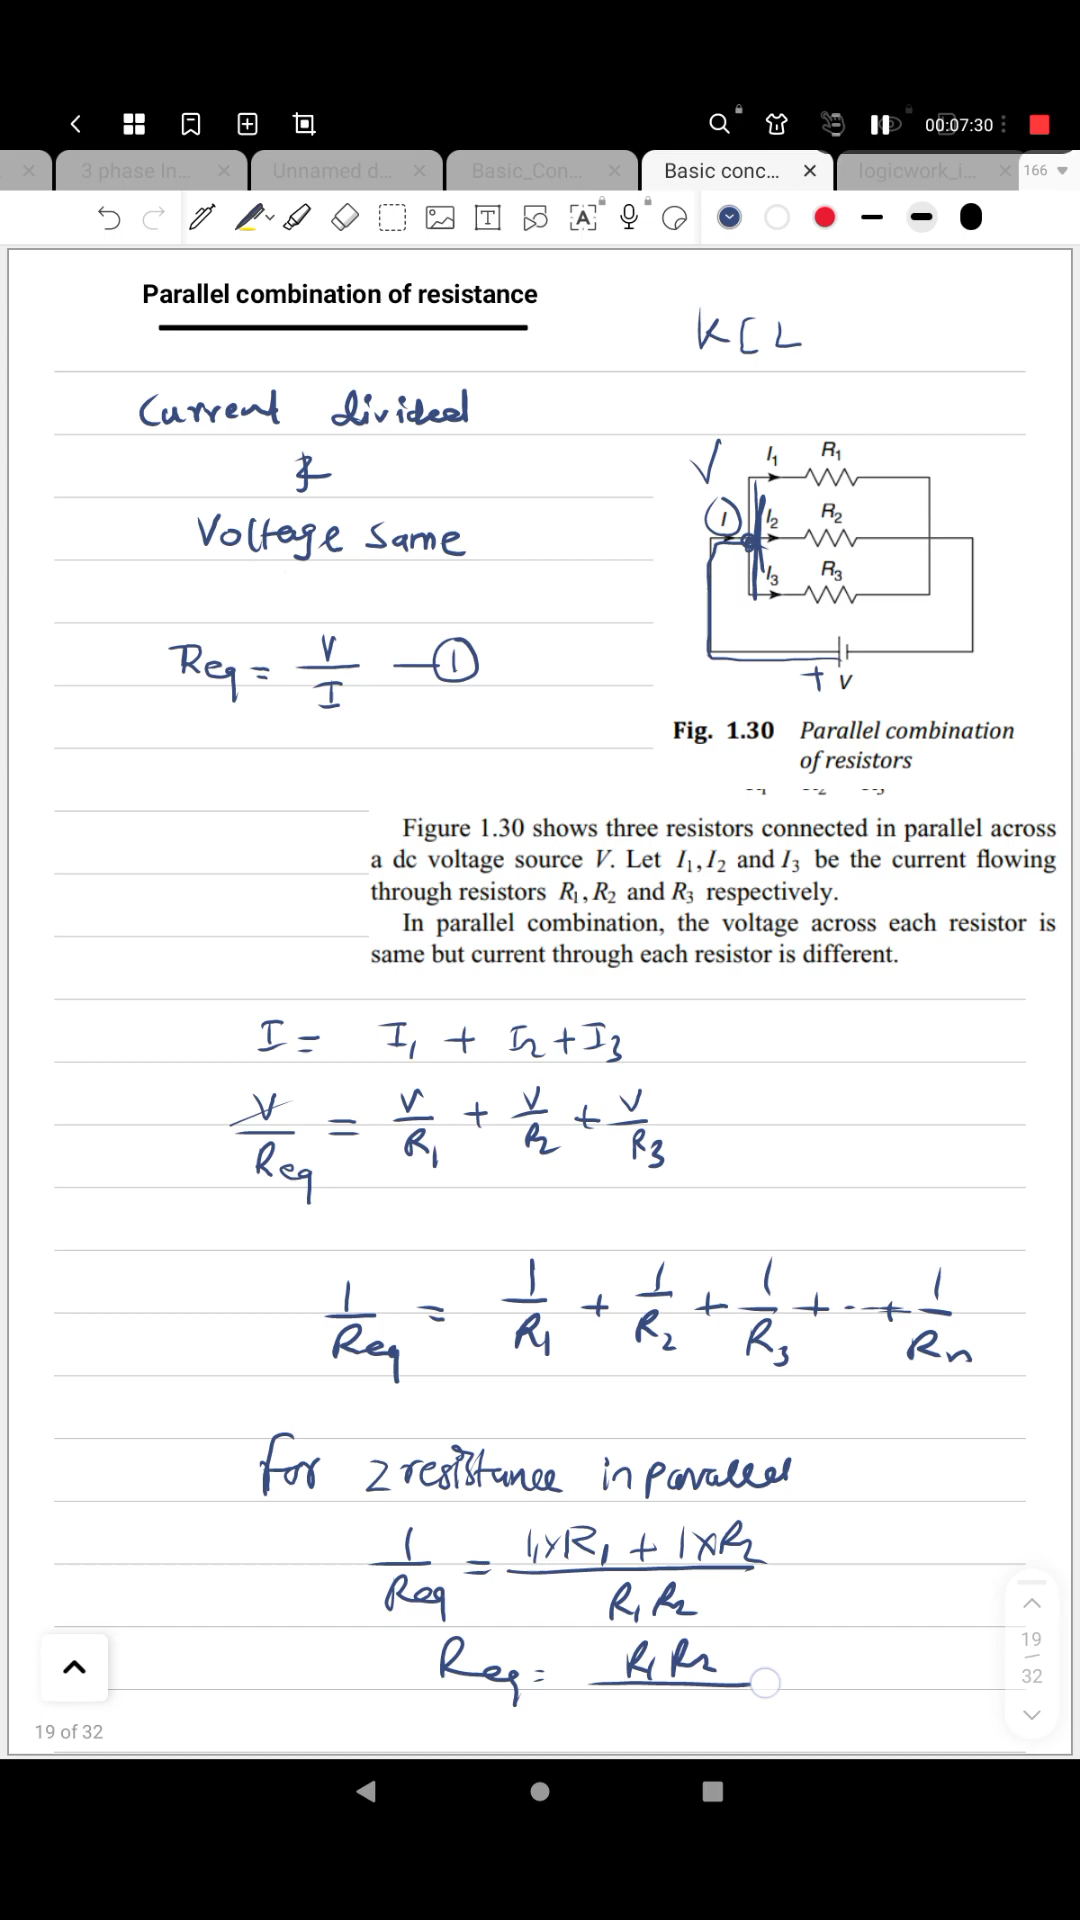 00:07:30
3 phase In... Unnamed d... Basic_Con... Basic conc... logicwork_i... 166
T A
Parallel combination of resistance
KCL
Current divided
&
Voltage same
I₁ R₁
I I₂ R₂
I₃ R₃
+ V
Req = V/I —①
Fig. 1.30 Parallel combination
of resistors
Figure 1.30 shows three resistors connected in parallel across
a dc voltage source V. Let I₁, I₂ and I₃ be the current flowing
through resistors R₁, R₂ and R₃ respectively.
In parallel combination, the voltage across each resistor is
same but current through each resistor is different.
I = I₁ + I₂ + I₃
V/Req = V/R₁ + V/R₂ + V/R₃
1/Req = 1/R₁ + 1/R₂ + 1/R₃ + ..+ 1/Rn
for 2 resistance in parallel
1/Req = 1×R₁ + 1×R₂ / R₁R₂
Req = R₁R₂
19
32
19 of 32